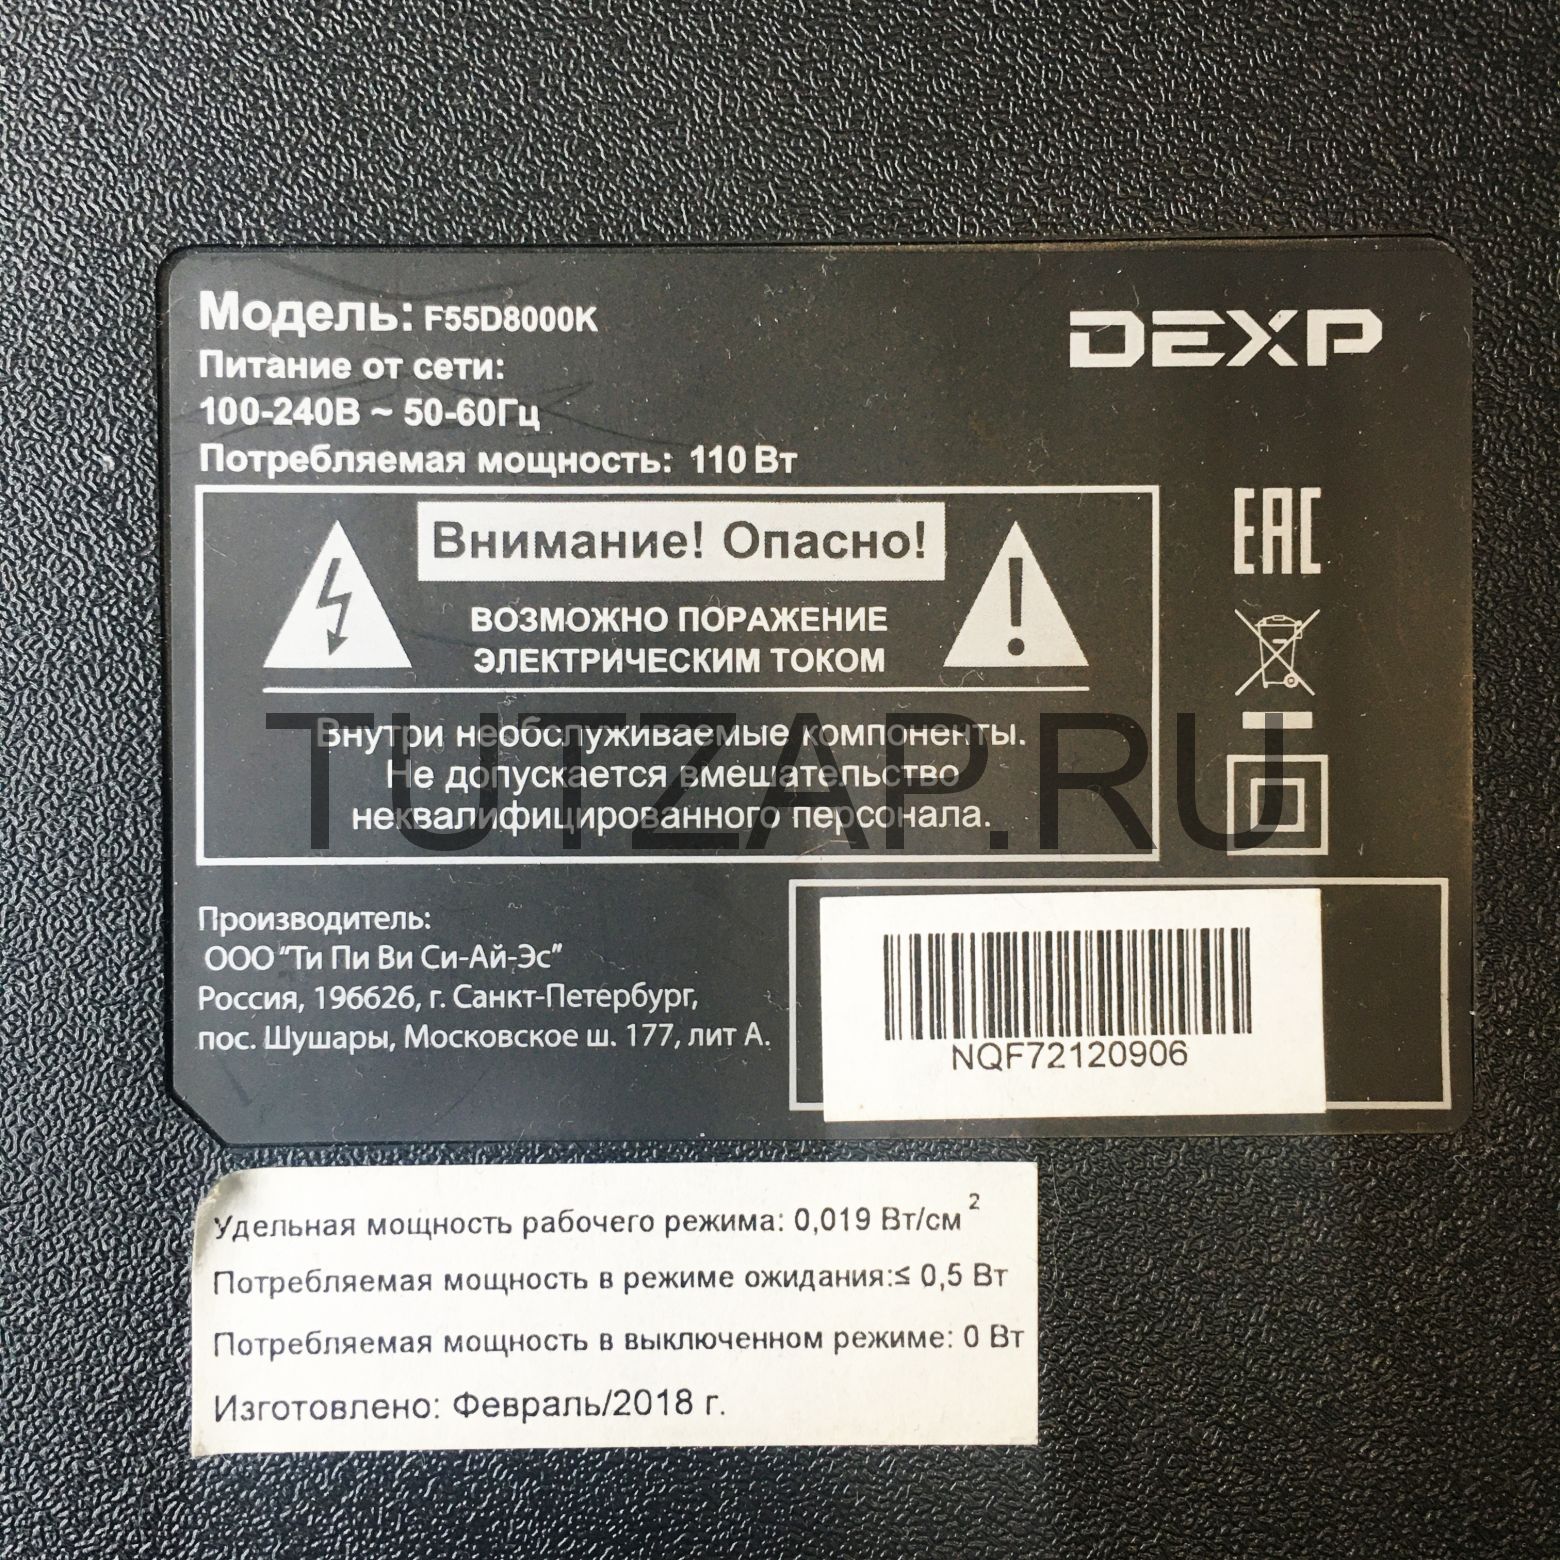 Модель: F55D8000K
DEXP
Питание от сети:
100-240В ~ 50-60Гц
Потребляемая мощность: 110 Вт
EAC
Внимание! Опасно!
ВОЗМОЖНО ПОРАЖЕНИЕ
ЭЛЕКТРИЧЕСКИМ ТОКОМ
Внутри необслуживаемые компоненты.
Не допускается вмешательство
неквалифицированного персонала.
TUTZAP.RU
Производитель:
ООО "Ти Пи Ви Си-Ай-Эс"
Россия, 196626, г. Санкт-Петербург,
пос. Шушары, Московское ш. 177, лит А.
NQF72120906
Удельная мощность рабочего режима: 0,019 Вт/см²
Потребляемая мощность в режиме ожидания:≤ 0,5 Вт
Потребляемая мощность в выключенном режиме: 0 Вт
Изготовлено: Февраль/2018 г.